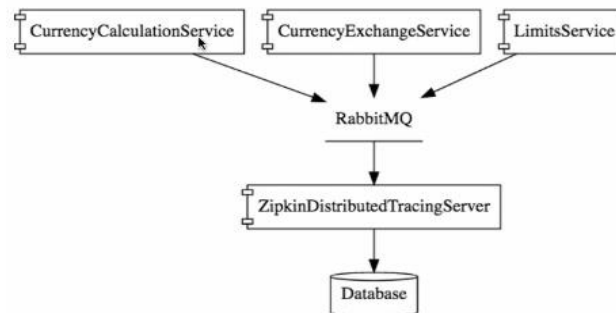 CurrencyCalculationService
CurrencyExchangeService
LimitsService
RabbitMQ
ZipkinDistributedTracingServer
Database